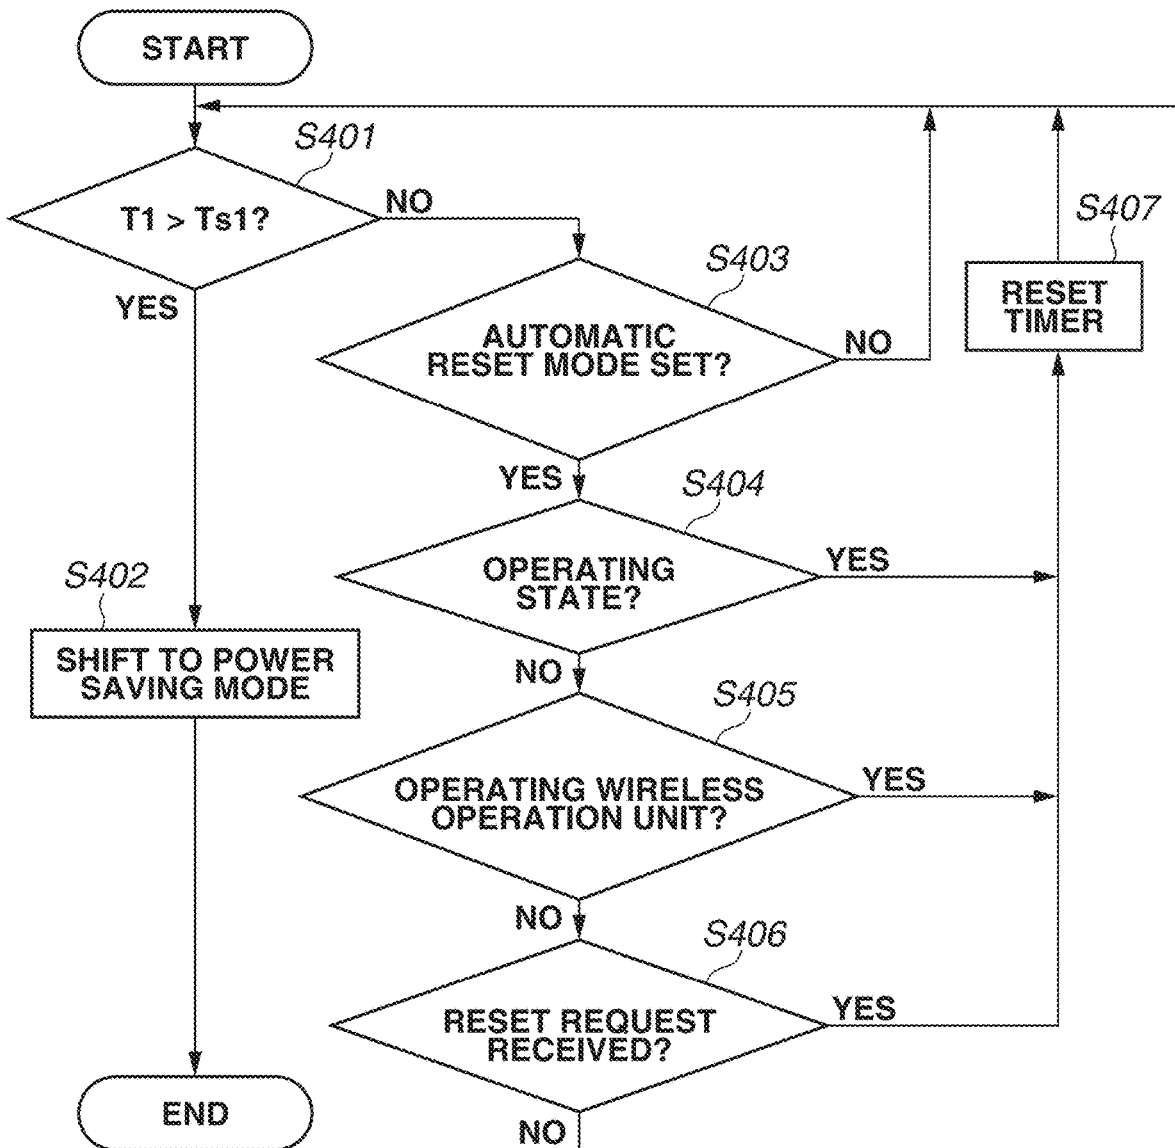 START
S401
T1 > Ts1?
NO
YES
S403
AUTOMATIC
RESET MODE SET?
NO
YES
S407
RESET
TIMER
S404
OPERATING
STATE?
YES
NO
S402
SHIFT TO POWER
SAVING MODE
S405
OPERATING WIRELESS
OPERATION UNIT?
YES
NO
S406
RESET REQUEST
RECEIVED?
YES
NO
END